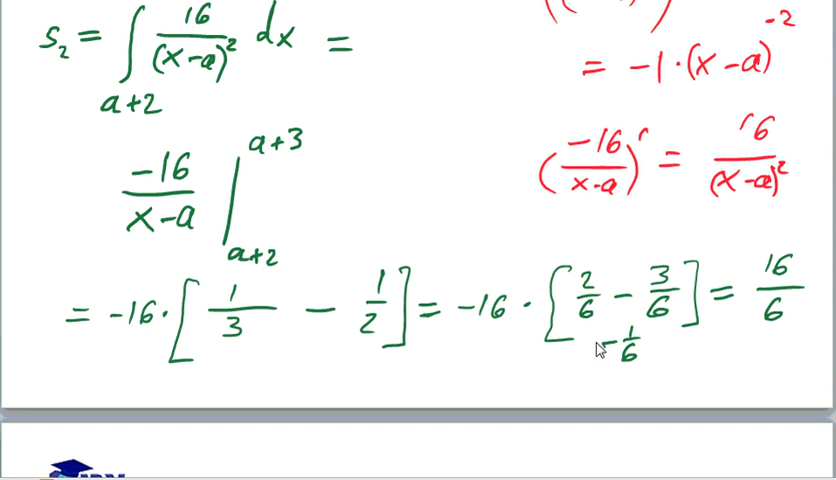 S₂ = ∫ 16/(x-a)² dx =
a+2
= -1·(x-a)⁻²
-16/(x-a) | a+3
a+2
(-16/(x-a))' = 16/(x-a)²
= -16·[1/3 - 1/2] = -16·[2/6 - 3/6] = 16/6
-1/6